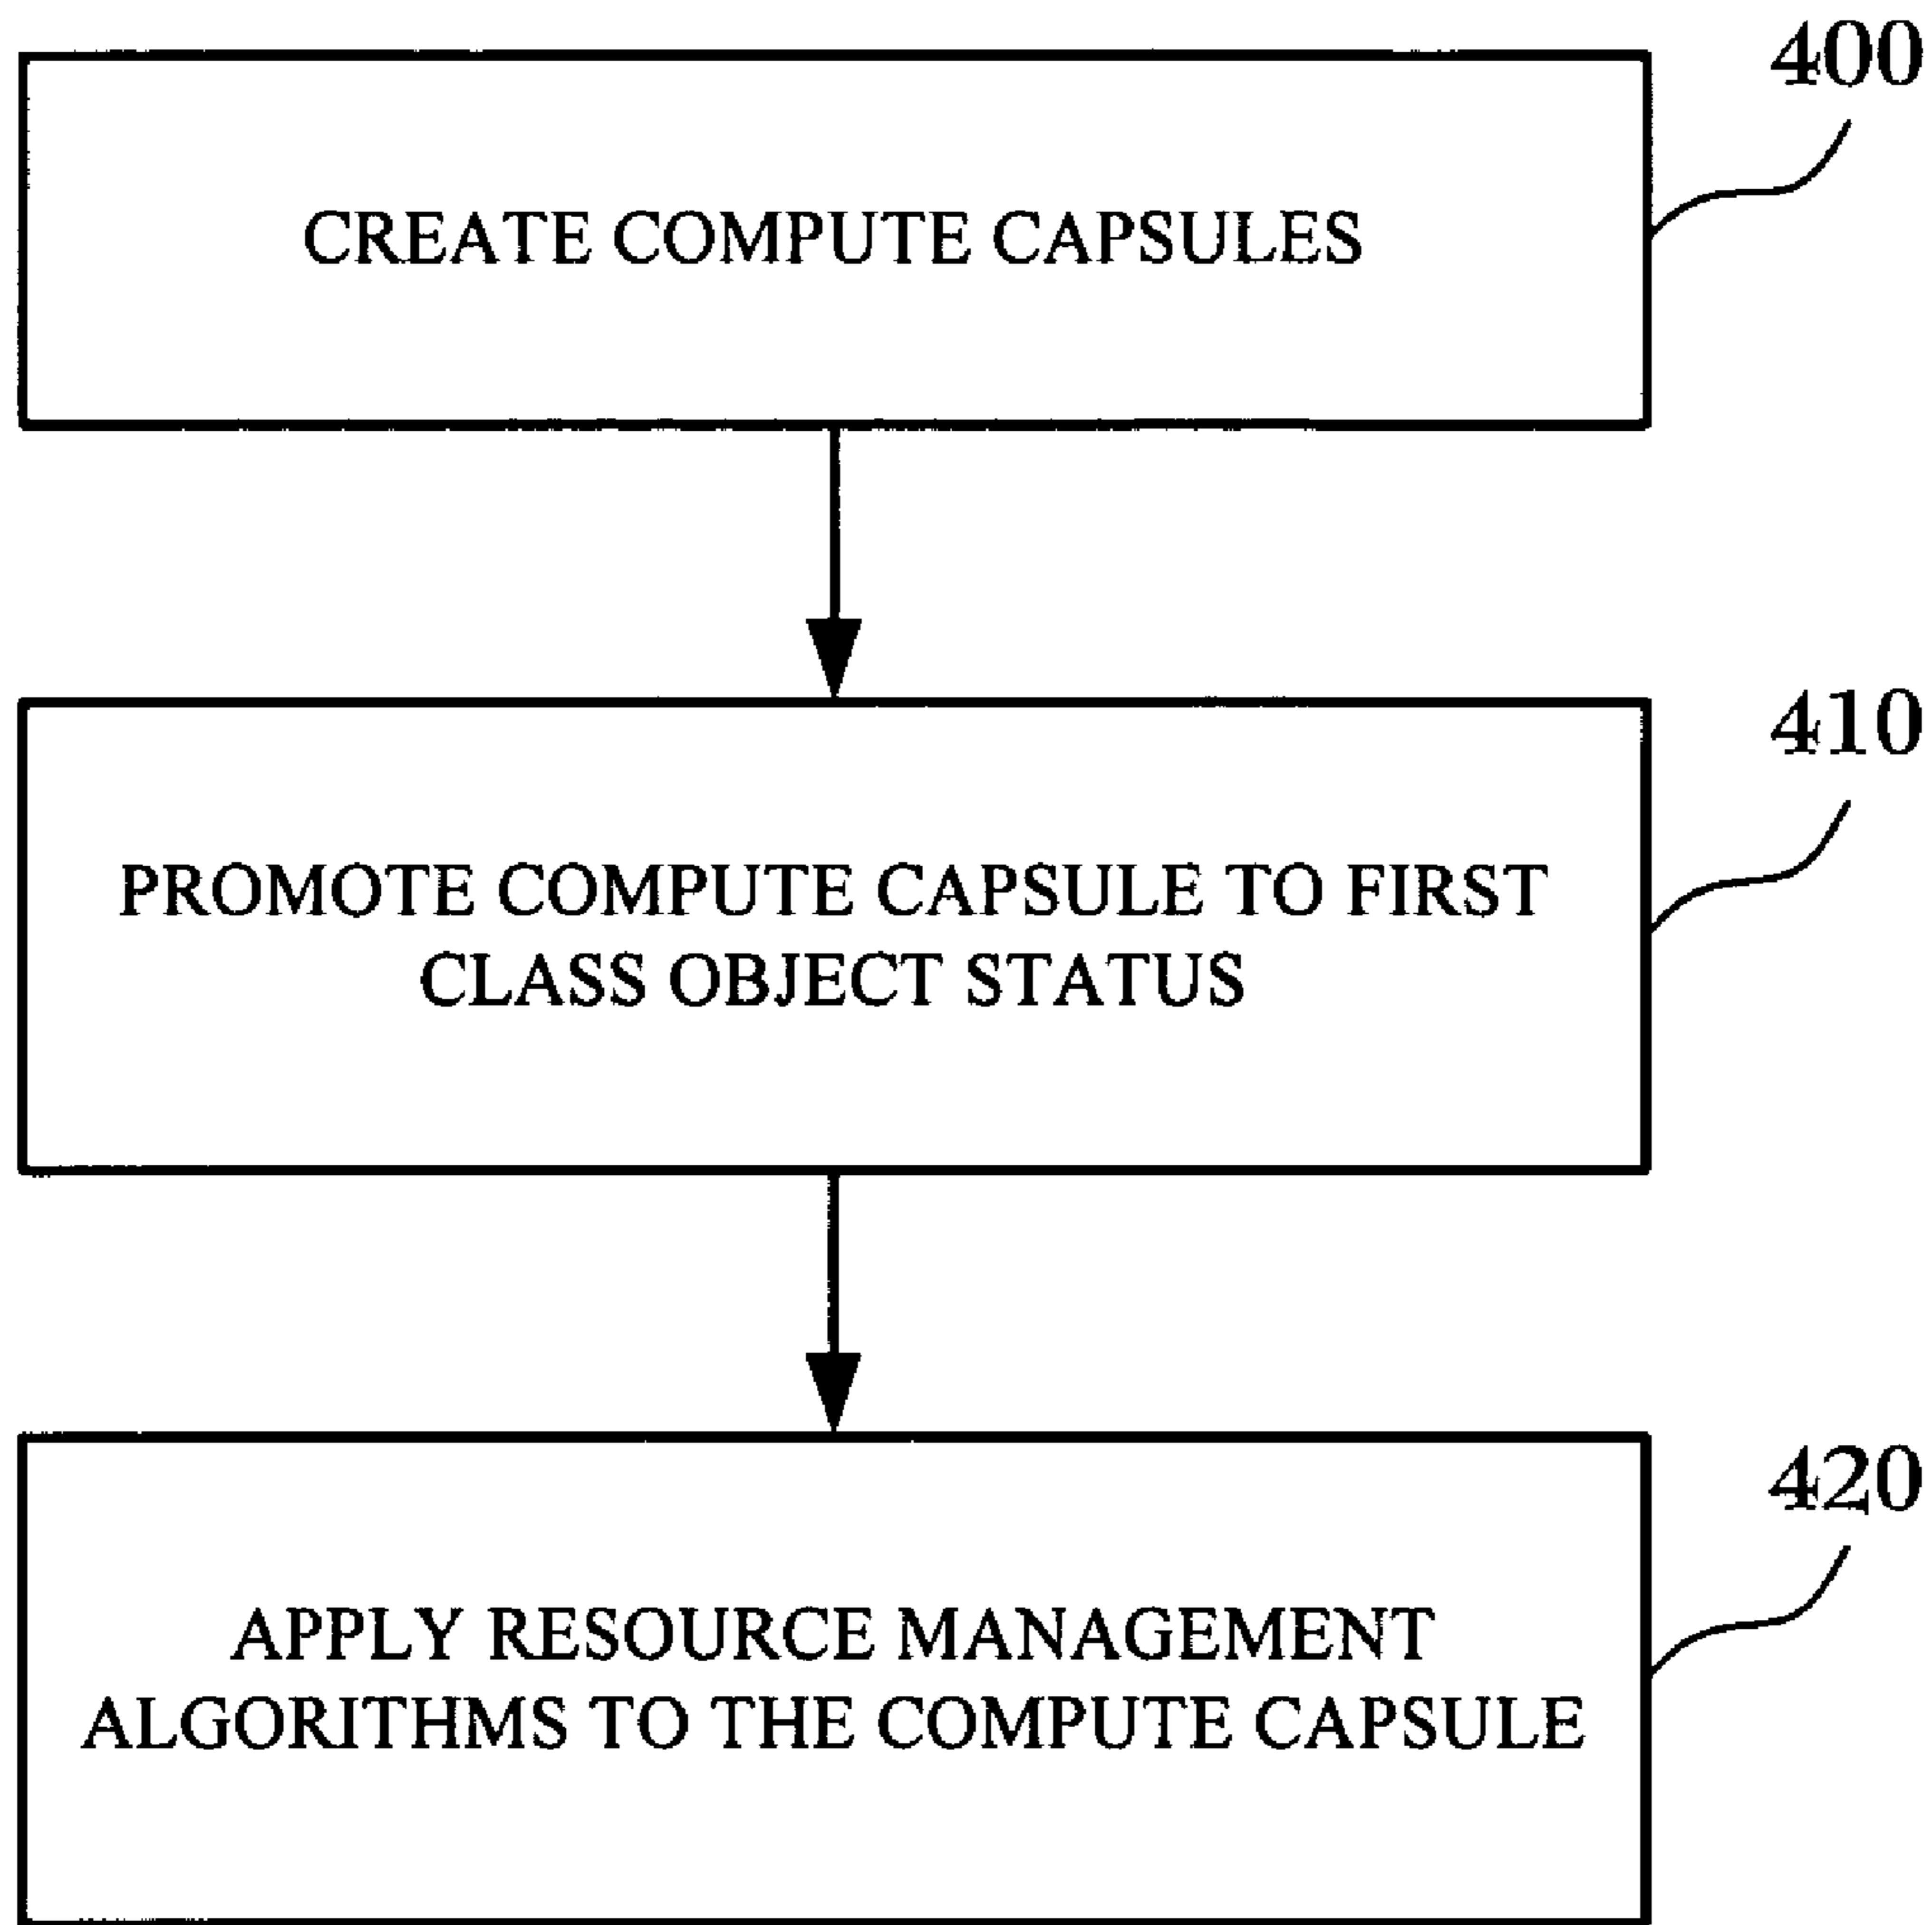 400
CREATE COMPUTE CAPSULES
410
PROMOTE COMPUTE CAPSULE TO FIRST
CLASS OBJECT STATUS
420
APPLY RESOURCE MANAGEMENT
ALGORITHMS TO THE COMPUTE CAPSULE